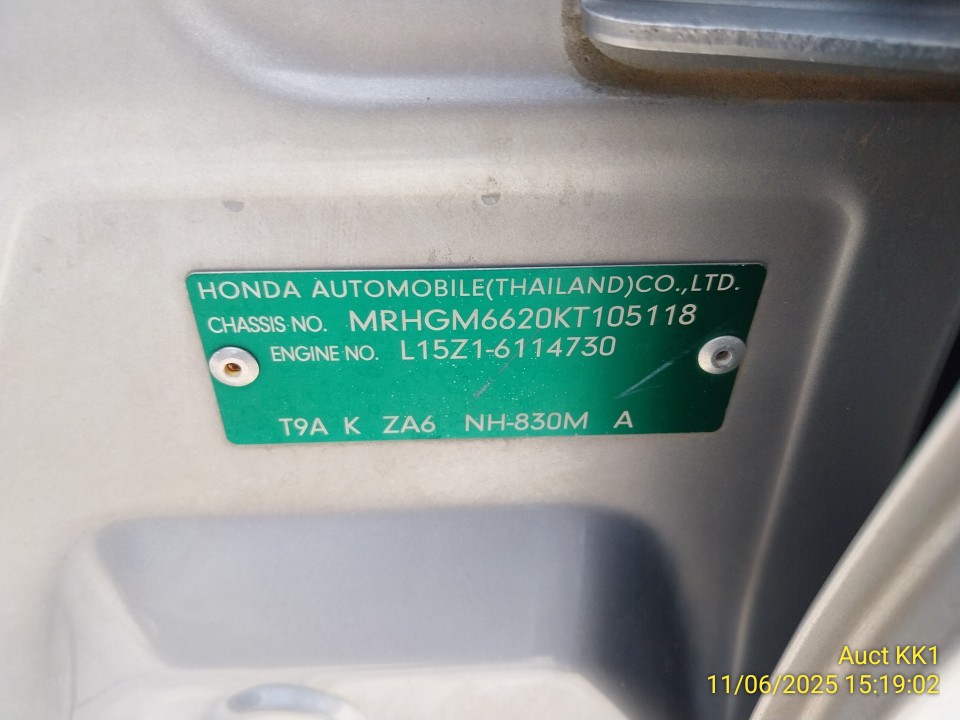 HONDA AUTOMOBILE(THAILAND)CO.,LTD.
CHASSIS NO. MRHGM6620KT105118
ENGINE NO. L15Z1-6114730
T9A K ZA6 NH-830M A
Auct KK1
11/06/2025 15:19:02